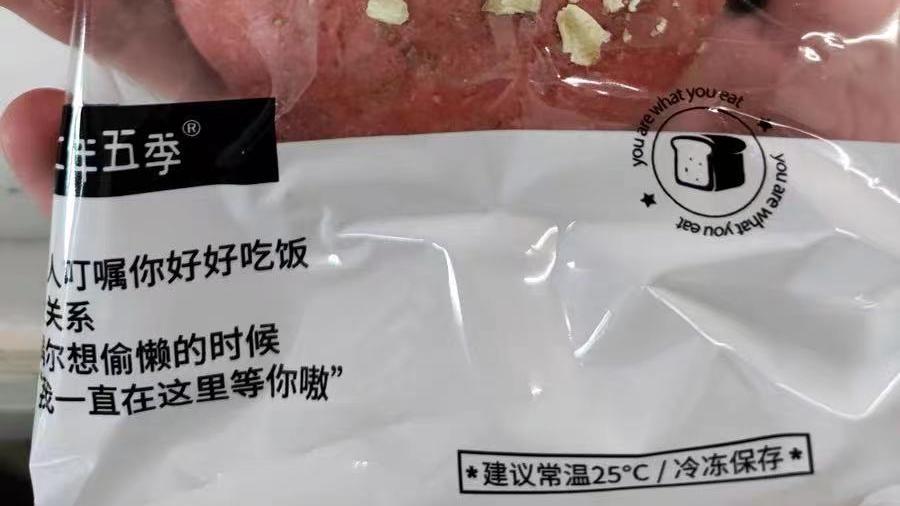 年五季®
you are what you eat
you are what you eat
人叮嘱你好好吃饭
关系
你想偷懒的时候
我一直在这里等你嗷”
*建议常温25°C / 冷冻保存*